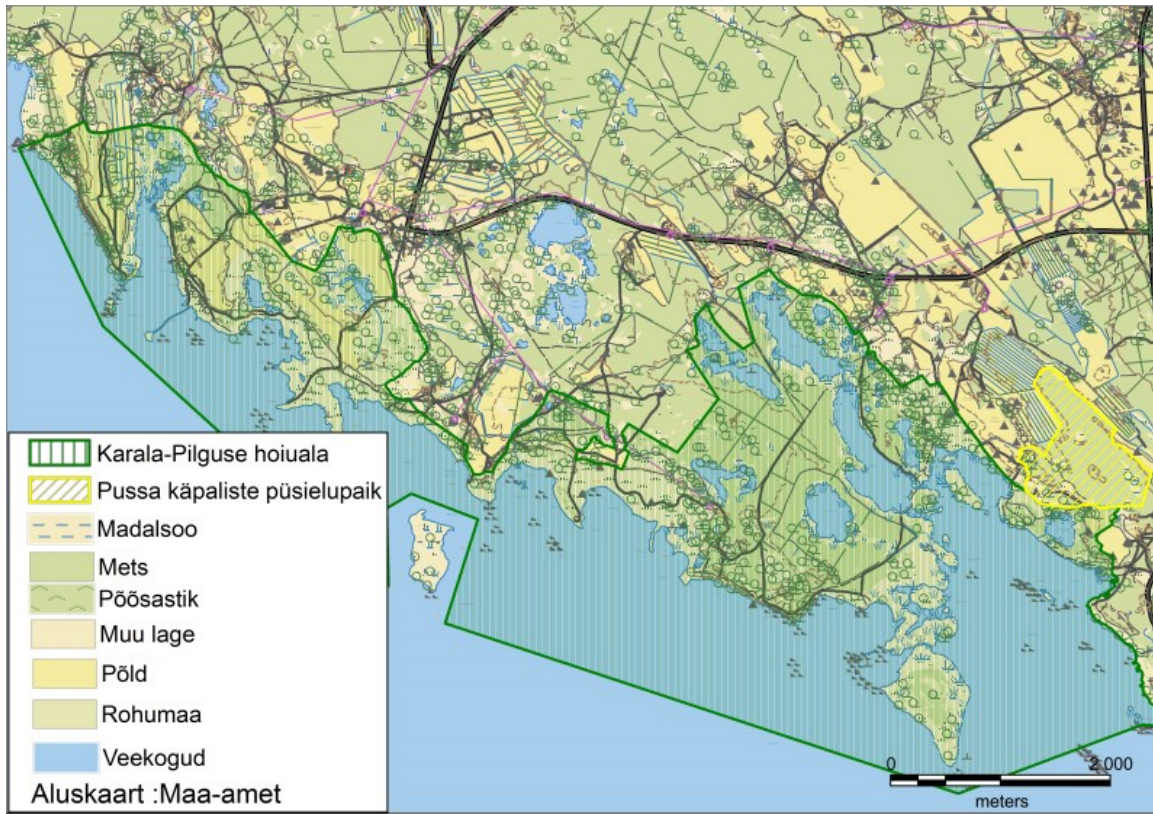 Karala-Pilguse hoiuala
Pussa käpaliste püsielupaik
Madalsoo
Mets
Põõsastik
Muu lage
Põld
Rohumaa
Veekogud
Aluskaart :Maa-amet
0 2 000
meters